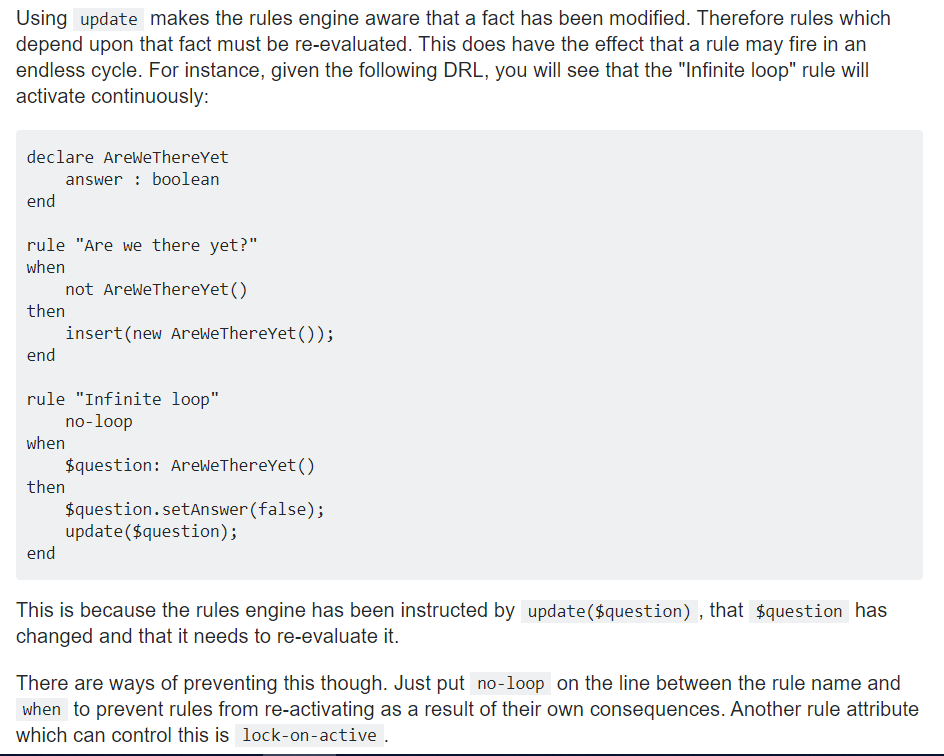 Using update makes the rules engine aware that a fact has been modified. Therefore rules which
depend upon that fact must be re-evaluated. This does have the effect that a rule may fire in an
endless cycle. For instance, given the following DRL, you will see that the "Infinite loop" rule will
activate continuously:
declare AreWeThereYet
    answer : boolean
end
rule "Are we there yet?"
when
    not AreWeThereYet()
then
    insert(new AreWeThereYet());
end
rule "Infinite loop"
    no-loop
when
    $question: AreWeThereYet()
then
    $question.setAnswer(false);
    update($question);
end
This is because the rules engine has been instructed by update($question), that $question has
changed and that it needs to re-evaluate it.
There are ways of preventing this though. Just put no-loop on the line between the rule name and
when to prevent rules from re-activating as a result of their own consequences. Another rule attribute
which can control this is lock-on-active.